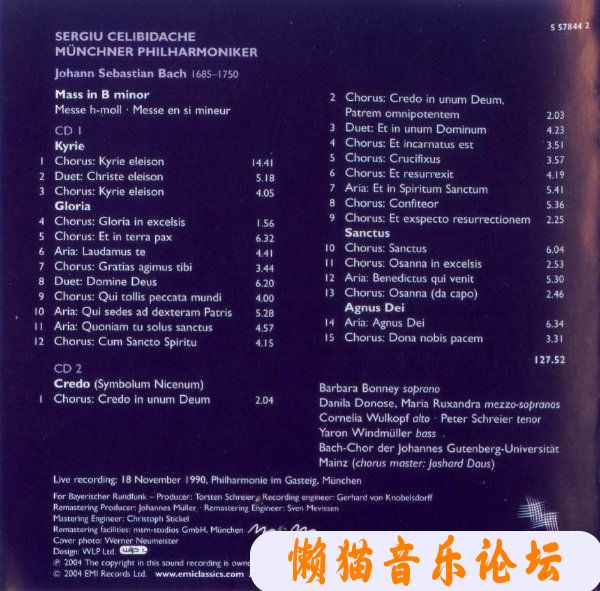 5 57844 2
SERGIU CELIBIDACHE
MÜNCHNER PHILHARMONIKER
Johann Sebastian Bach 1685–1750
Mass in B minor
Messe h-moll · Messe en si mineur
CD 1
Kyrie
1 Chorus: Kyrie eleison 14.41
2 Duet: Christe eleison 5.18
3 Chorus: Kyrie eleison 4.05
Gloria
4 Chorus: Gloria in excelsis 1.56
5 Chorus: Et in terra pax 6.32
6 Aria: Laudamus te 4.41
7 Chorus: Gratias agimus tibi 3.44
8 Duet: Domine Deus 6.20
9 Chorus: Qui tollis peccata mundi 4.00
10 Aria: Qui sedes ad dexteram Patris 5.28
11 Aria: Quoniam tu solus sanctus 4.57
12 Chorus: Cum Sancto Spiritu 4.15
CD 2
Credo (Symbolum Nicenum)
1 Chorus: Credo in unum Deum 2.04
2 Chorus: Credo in unum Deum,
Patrem omnipotentem 2.03
3 Duet: Et in unum Dominum 4.23
4 Chorus: Et incarnatus est 3.51
5 Chorus: Crucifixus 3.57
6 Chorus: Et resurrexit 4.19
7 Aria: Et in Spiritum Sanctum 5.41
8 Chorus: Confiteor 5.36
9 Chorus: Et exspecto resurrectionem 2.25
Sanctus
10 Chorus: Sanctus 6.04
11 Chorus: Osanna in excelsis 2.53
12 Aria: Benedictus qui venit 5.30
13 Chorus: Osanna (da capo) 2.46
Agnus Dei
14 Aria: Agnus Dei 6.34
15 Chorus: Dona nobis pacem 3.31
127.52
Barbara Bonney soprano
Danila Donose, Maria Ruxandra mezzo-sopranos
Cornelia Wulkopf alto · Peter Schreier tenor
Yaron Windmüller bass
Bach-Chor der Johannes Gutenberg-Universität
Mainz (chorus master: Joshard Daus)
Live recording: 18 November 1990, Philharmonie im Gasteig, München
For Bayerischer Rundfunk – Producer: Torsten Schreier, Recording engineer: Gerhard von Knobelsdorff
Remastering Producer: Johannes Müller · Remastering Engineer: Sven Mevissen
Mastering Engineer: Christoph Stickel
Remastering facilities: msm-studios GmbH, München
Cover photo: Werner Neumeister
Design: WLP Ltd.
℗ 2004 The copyright in this sound recording is owned
© 2004 EMI Records Ltd. www.emiclassics.com
懒猫音乐论坛